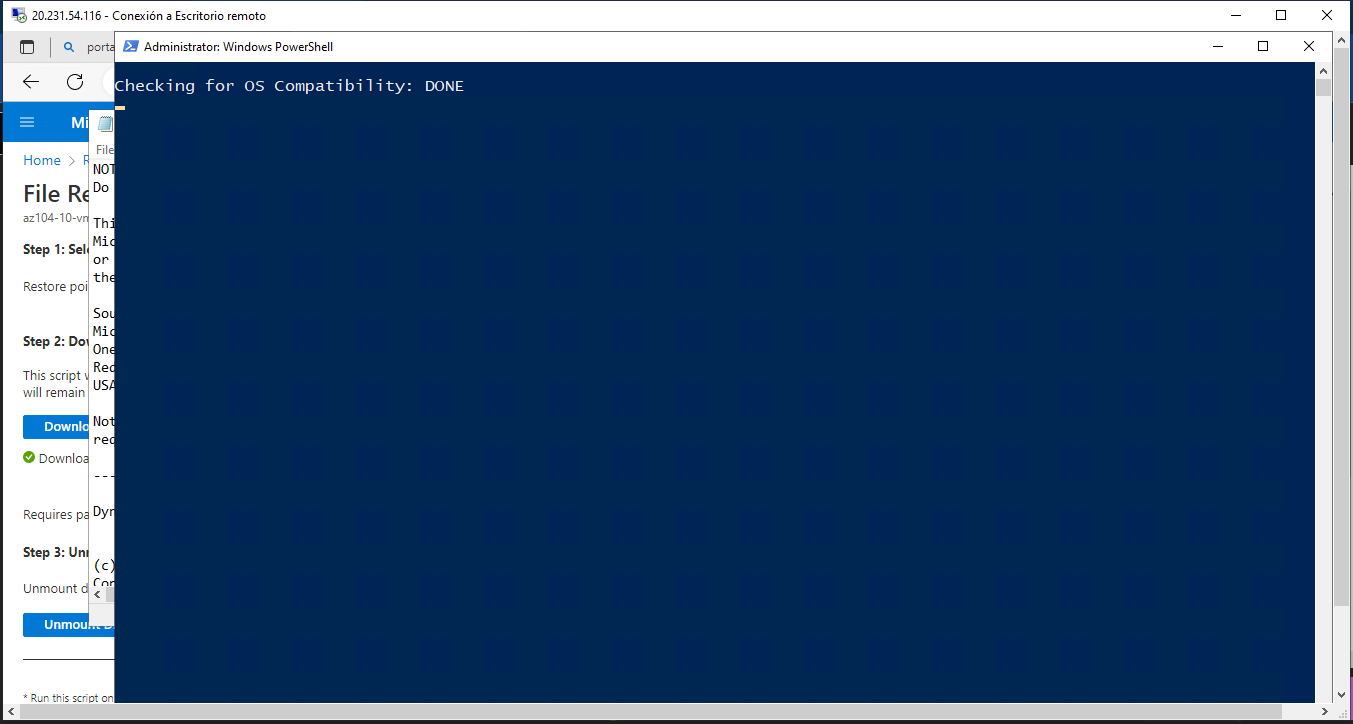 20.231.54.116 - Conexión a Escritorio remoto
porta
Administrator: Windows PowerShell
Checking for OS Compatibility: DONE
Mi
File
Home > R
File Re
az104-10-vm
Step 1: Sele
Restore poi
Step 2: Dov
This script w
will remain
Downlo
Downloa
Requires pa
Step 3: Unr
Unmount d
Unmount D
* Run this script on
NOT
Do
Thi
Mic
or
the
Sou
Mic
One
Red
USA
Not
req
---
Dyn
(c)
Cop